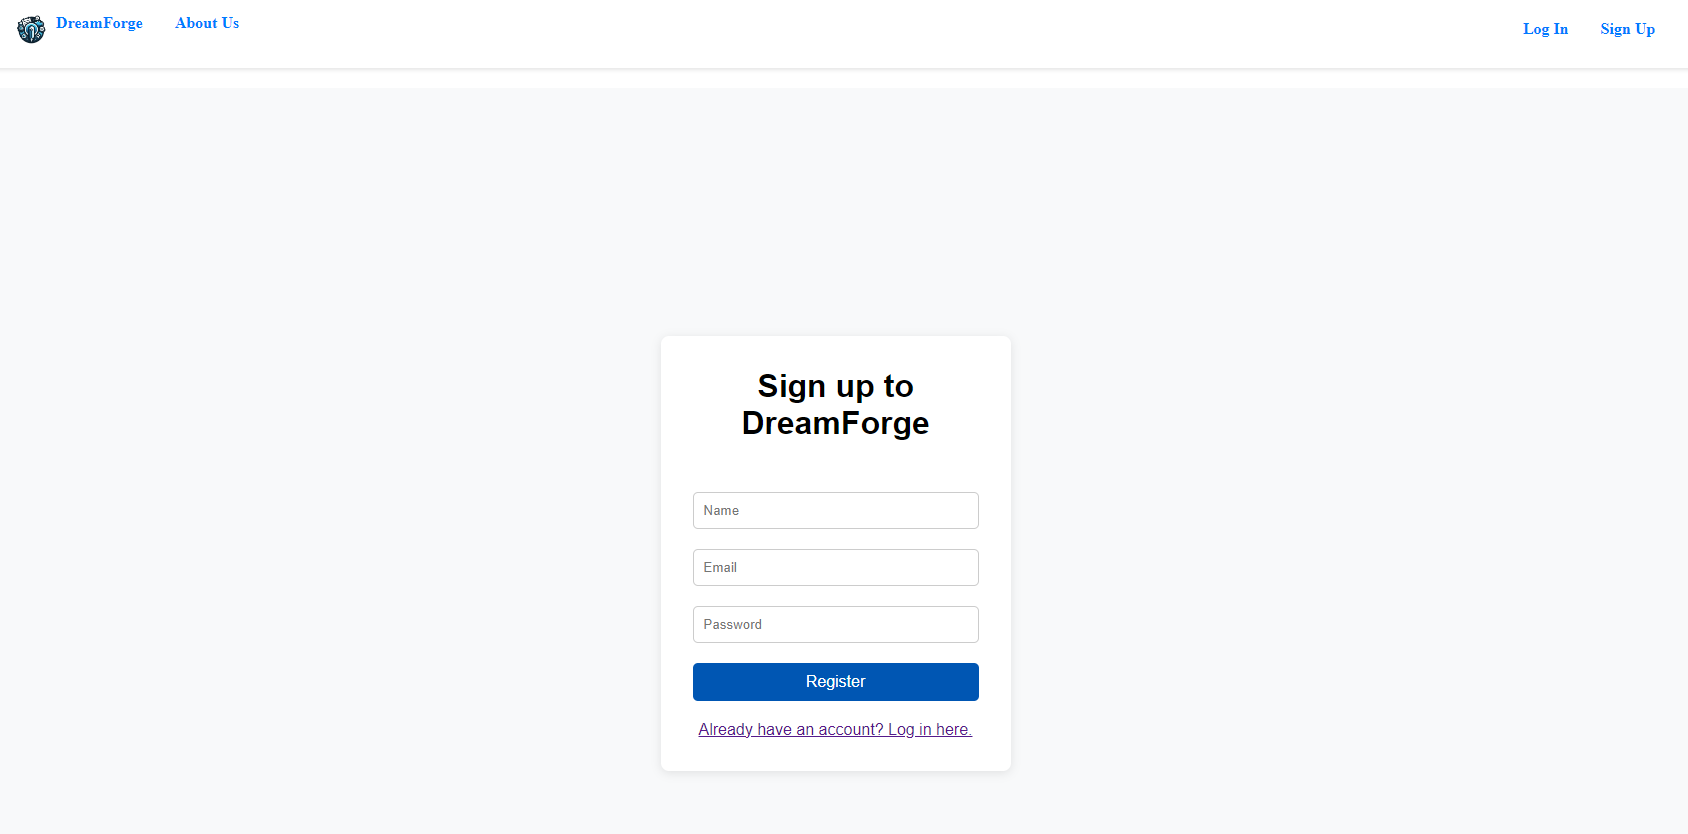 DreamForge About Us Log In Sign Up
Sign up to
DreamForge
Name
Email
Password
Register
Already have an account? Log in here.